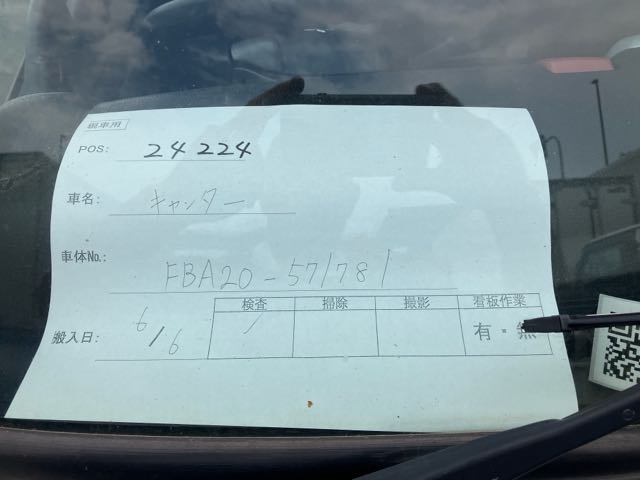 商車用
POS: 24224
車名: キャンター
車体No.: FBA20-571781
検査 掃除 撮影 看板作業
搬入日: 6/6 有・無